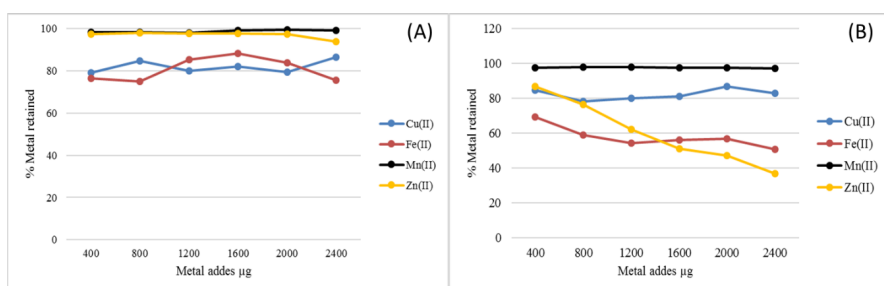 (A)
100
80
60
40
20
0
% Metal retained
400 800 1200 1600 2000 2400
Metal addes µg
Cu(II)
Fe(II)
Mn(II)
Zn(II)
(B)
120
100
80
60
40
20
0
% Metal retained
400 800 1200 1600 2000 2400
Metal addes µg
Cu(II)
Fe(II)
Mn(II)
Zn(II)